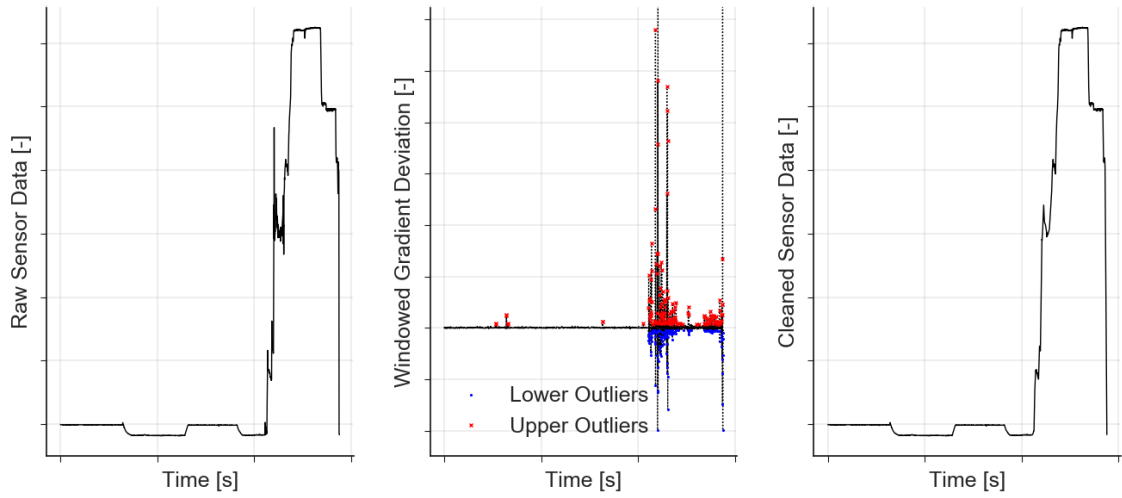 Raw Sensor Data [-]
Time [s]
Windowed Gradient Deviation [-]
Lower Outliers
Upper Outliers
Time [s]
Cleaned Sensor Data [-]
Time [s]